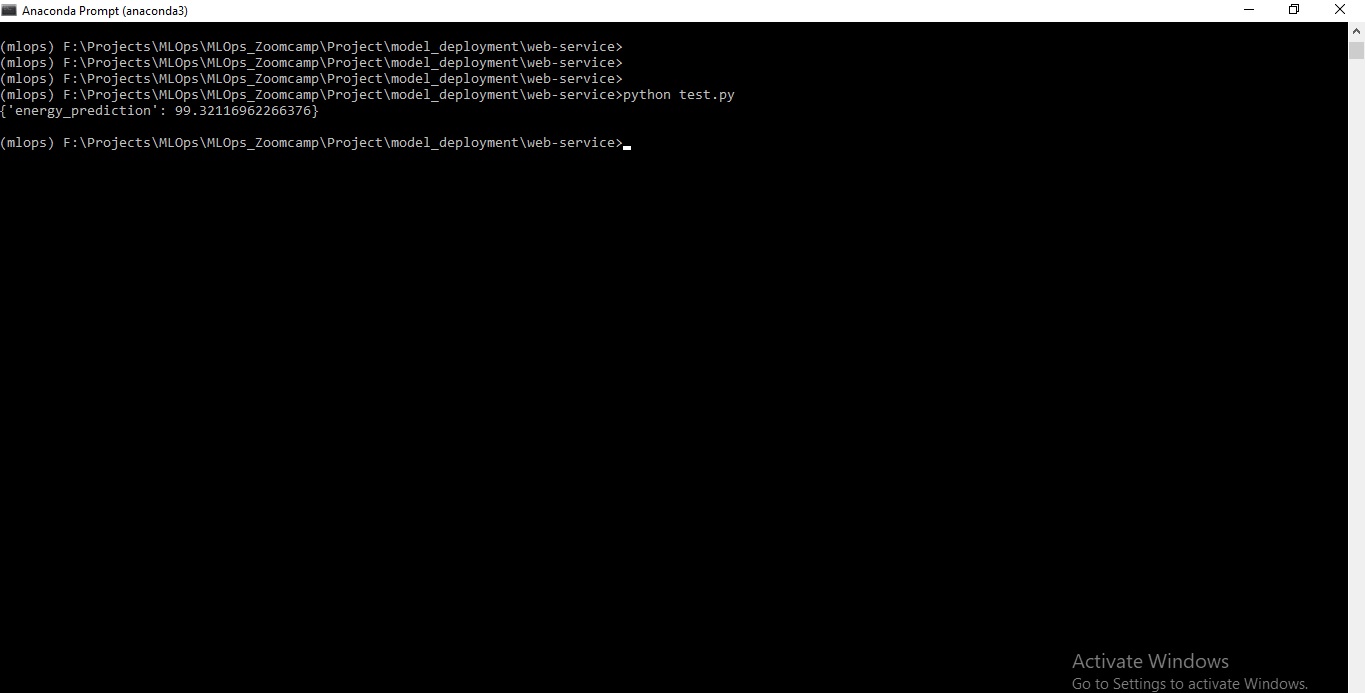 Anaconda Prompt (anaconda3)
(mlops) F:\Projects\MLOps\MLOps_Zoomcamp\Project\model_deployment\web-service>
(mlops) F:\Projects\MLOps\MLOps_Zoomcamp\Project\model_deployment\web-service>
(mlops) F:\Projects\MLOps\MLOps_Zoomcamp\Project\model_deployment\web-service>
(mlops) F:\Projects\MLOps\MLOps_Zoomcamp\Project\model_deployment\web-service>python test.py
{'energy_prediction': 99.32116962266376}
(mlops) F:\Projects\MLOps\MLOps_Zoomcamp\Project\model_deployment\web-service>
Activate Windows
Go to Settings to activate Windows.